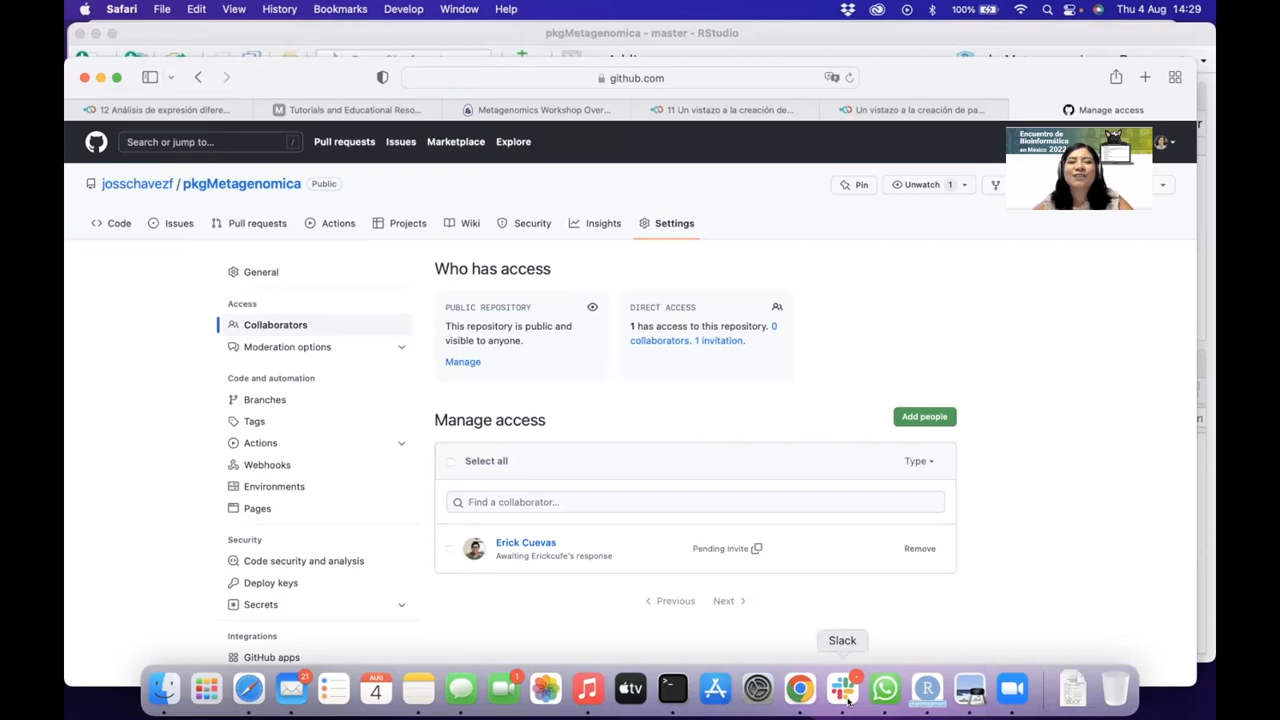 Safari File Edit View History Bookmarks Develop Window Help 100% Thu 4 Aug 14:29
pkgMetagenomica - master - RStudio
github.com
12 Análisis de expresión difere... Tutorials and Educational Reso... Metagenomics Workshop Over... 11 Un vistazo a la creación de... Un vistazo a la creación de pa... Manage access
Search or jump to... / Pull requests Issues Marketplace Explore
Encuentro de
Bioinformática
en México 2022
josschavezf / pkgMetagenomica Public Pin Unwatch 1
Code Issues Pull requests Actions Projects Wiki Security Insights Settings
General
Access
Collaborators
Moderation options
Code and automation
Branches
Tags
Actions
Webhooks
Environments
Pages
Security
Code security and analysis
Deploy keys
Secrets
Integrations
GitHub apps
Who has access
PUBLIC REPOSITORY
This repository is public and
visible to anyone.
Manage
DIRECT ACCESS
1 has access to this repository. 0
collaborators. 1 invitation.
Manage access Add people
Select all Type
Find a collaborator...
Erick Cuevas
Awaiting Erickcufe's response
Pending Invite Remove
Previous Next
Slack
21
AUG
4
1
tv
R